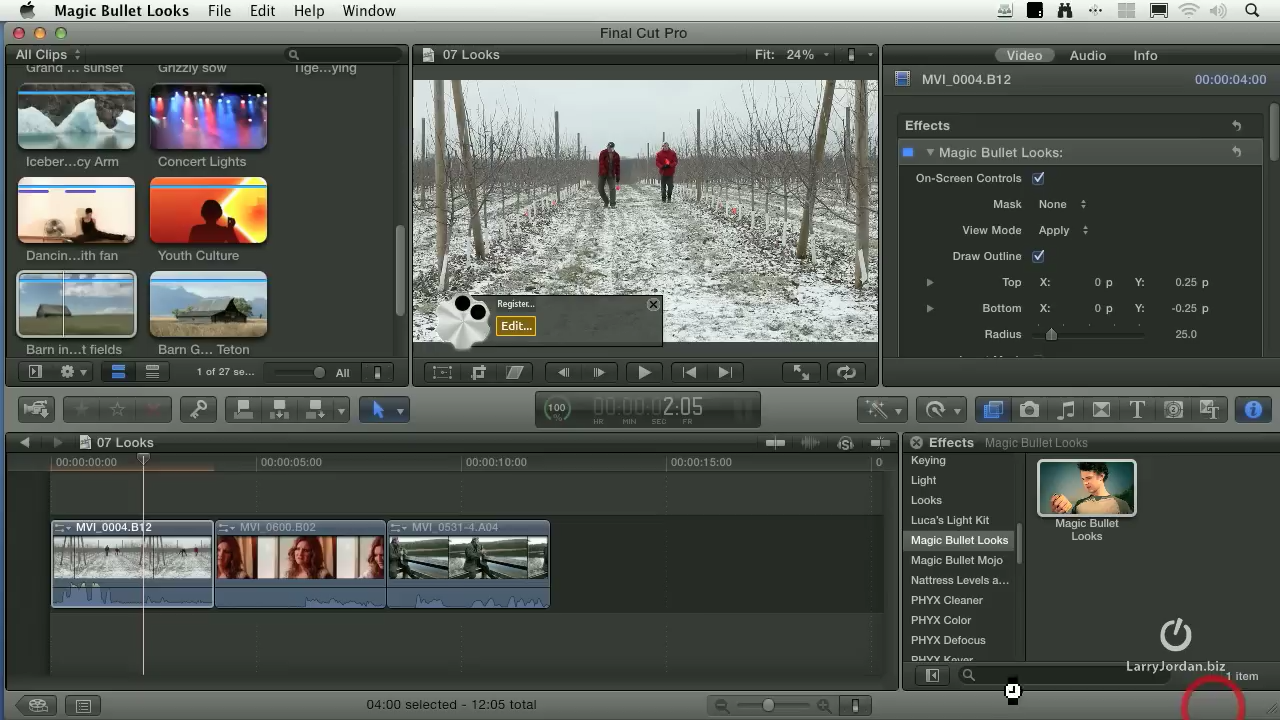 Magic Bullet Looks File Edit Help Window
Final Cut Pro
All Clips
07 Looks Fit: 24%
Video Audio Info
Grand ... sunset Grizzly sow Tige...ying
MVI_0004.B12 00:00:04:00
Effects
Magic Bullet Looks:
Iceber...cy Arm Concert Lights
On-Screen Controls
Mask None
View Mode Apply
Dancin...ith fan Youth Culture
Draw Outline
Top X: 0 p Y: 0.25 p
Bottom X: 0 p Y: -0.25 p
Radius 25.0
Register...
Edit...
Barn in...t fields Barn G... Teton
1 of 27 se... All
100 00:00:02:05
HR MIN SEC FR
07 Looks
Effects Magic Bullet Looks
00:00:00:00 00:00:05:00 00:00:10:00 00:00:15:00 0
Keying
Light
Looks
Luca's Light Kit
Magic Bullet Looks
Magic Bullet Mojo
Nattress Levels a...
PHYX Cleaner
PHYX Color
PHYX Defocus
PHYX Keyer
Magic Bullet
Looks
MVI_0004.B12 MVI_0600.B02 MVI_0531-4.A04
LarryJordan.biz
1 item
04:00 selected - 12:05 total